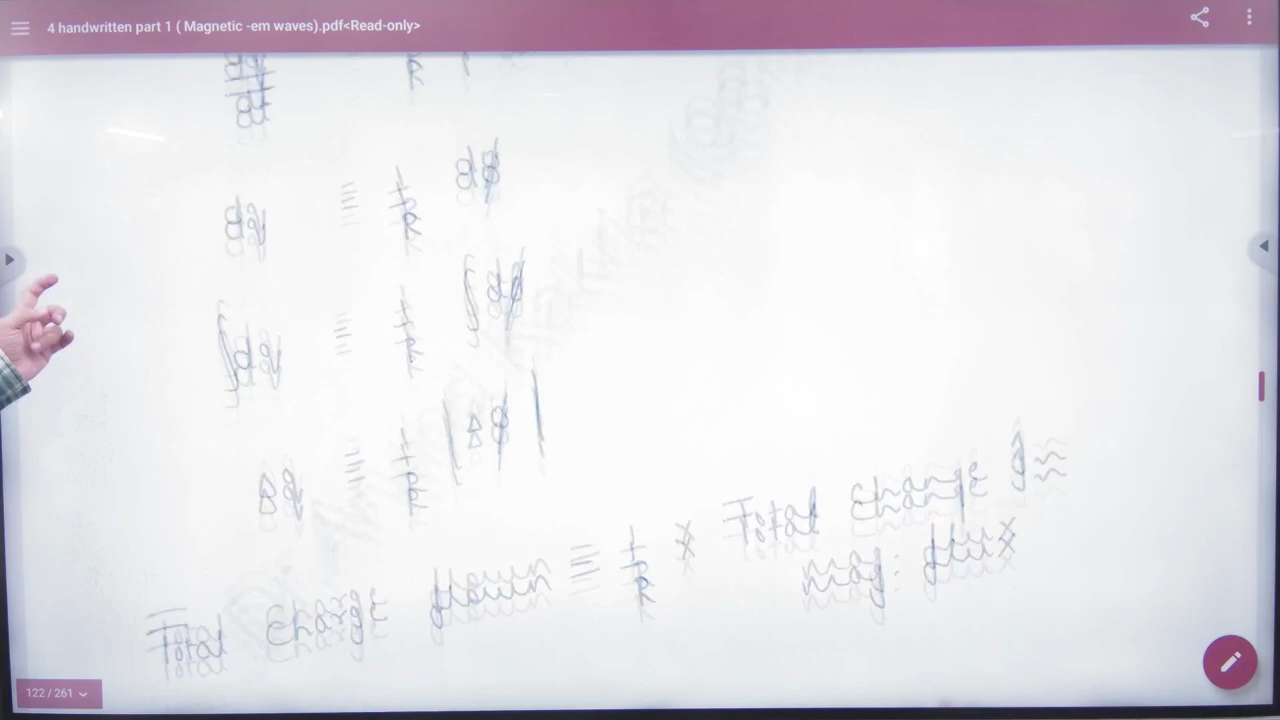 4 handwritten part 1 ( Magnetic -em waves).pdf<Read-only>
dq = 1/R dϕ
∫dq = 1/R ∫dϕ
Δq = 1/R |Δϕ|
Total Charge flown = 1/R × Total Change in
mag. flux
122 / 261